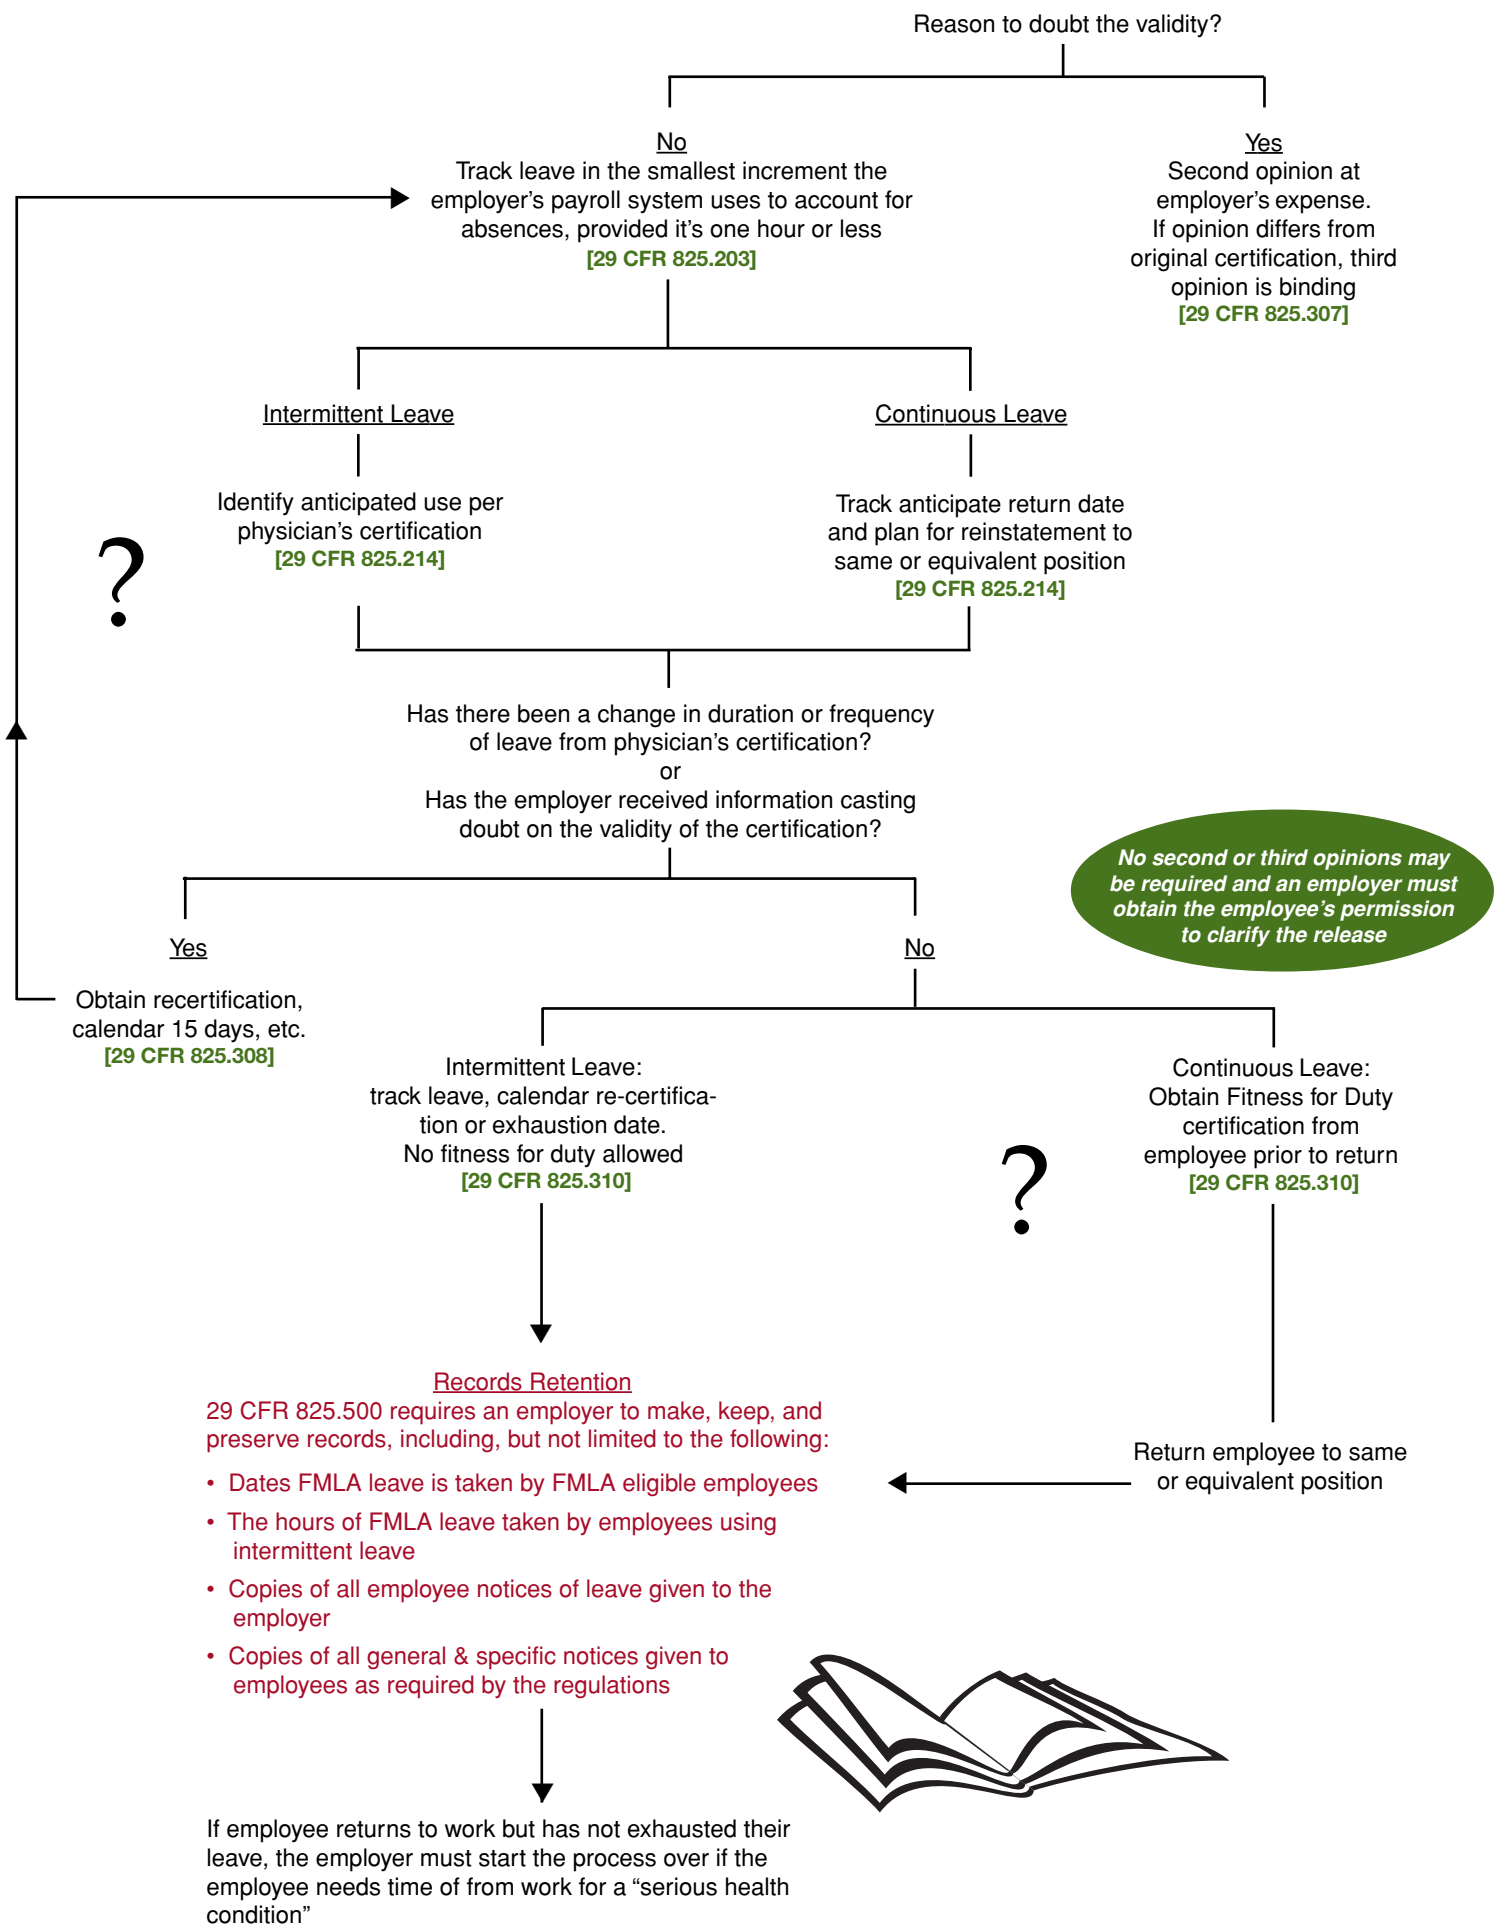 Reason to doubt the validity?
No
Track leave in the smallest increment the
employer’s payroll system uses to account for
absences, provided it’s one hour or less
[29 CFR 825.203]
Yes
Second opinion at
employer’s expense.
If opinion differs from
original certification, third
opinion is binding
[29 CFR 825.307]
Intermittent Leave
Continuous Leave
Identify anticipated use per
physician’s certification
[29 CFR 825.214]
Track anticipate return date
and plan for reinstatement to
same or equivalent position
[29 CFR 825.214]
?
Has there been a change in duration or frequency
of leave from physician’s certification?
or
Has the employer received information casting
doubt on the validity of the certification?
No second or third opinions may
be required and an employer must
obtain the employee’s permission
to clarify the release
Yes
No
Obtain recertification,
calendar 15 days, etc.
[29 CFR 825.308]
Intermittent Leave:
track leave, calendar re-certifica-
tion or exhaustion date.
No fitness for duty allowed
[29 CFR 825.310]
?
Continuous Leave:
Obtain Fitness for Duty
certification from
employee prior to return
[29 CFR 825.310]
Records Retention
29 CFR 825.500 requires an employer to make, keep, and
preserve records, including, but not limited to the following:
• Dates FMLA leave is taken by FMLA eligible employees
• The hours of FMLA leave taken by employees using
intermittent leave
• Copies of all employee notices of leave given to the
employer
• Copies of all general & specific notices given to
employees as required by the regulations
Return employee to same
or equivalent position
If employee returns to work but has not exhausted their
leave, the employer must start the process over if the
employee needs time of from work for a “serious health
condition”